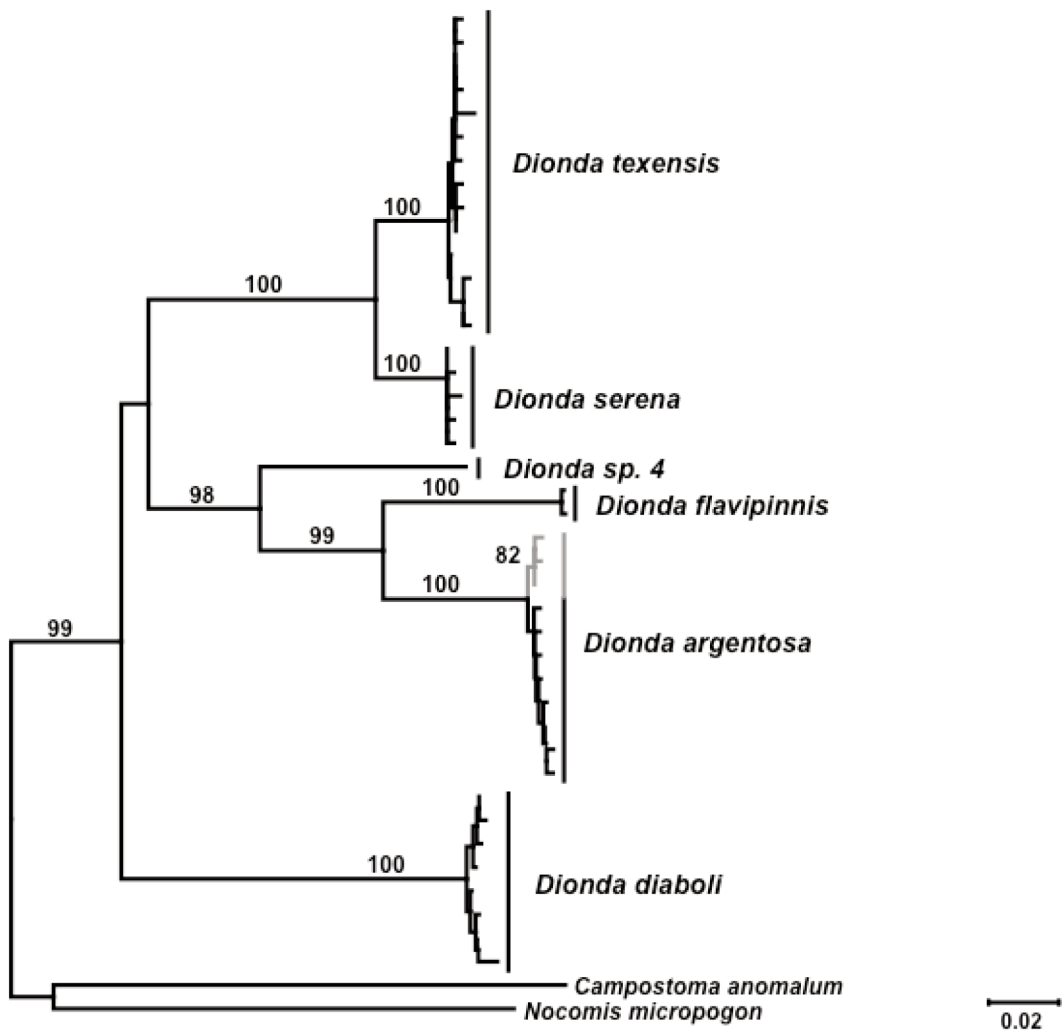 Dionda texensis
100
100
100
Dionda serena
Dionda sp. 4
98
100
Dionda flavipinnis
99
82
100
Dionda argentosa
99
100
Dionda diaboli
Campostoma anomalum
Nocomis micropogon
0.02